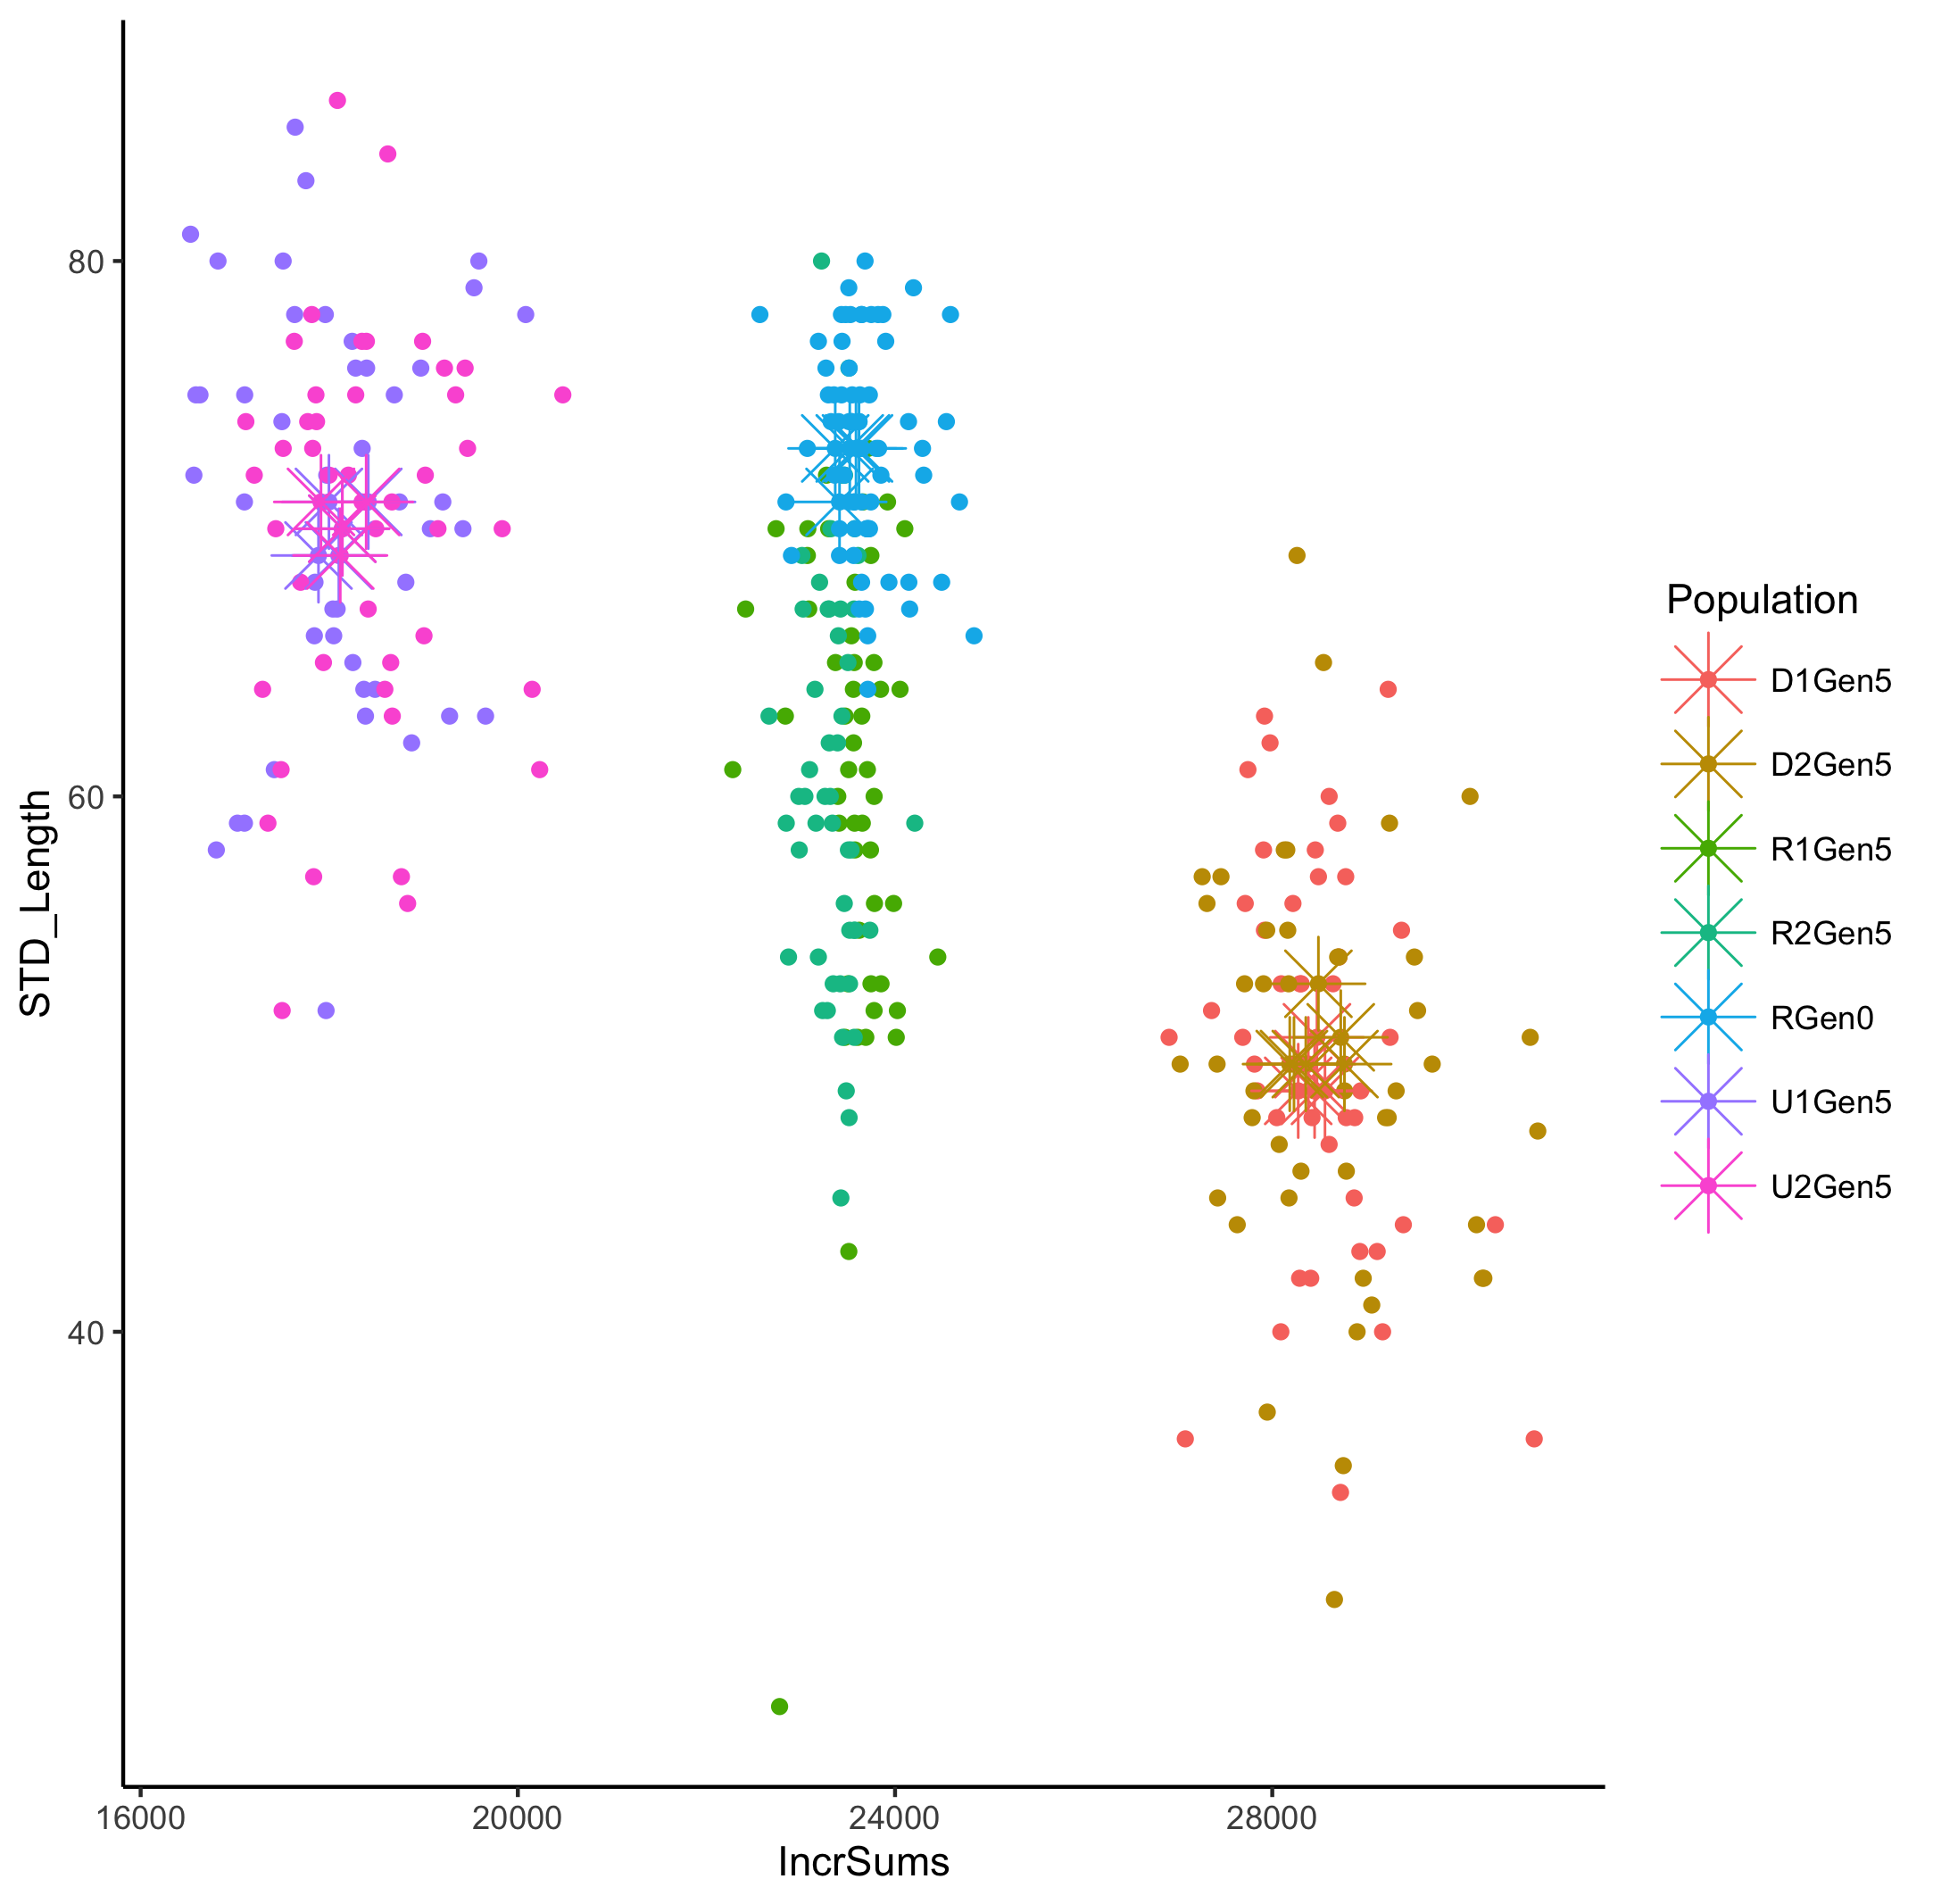 STD_Length
80
60
40
16000
20000
24000
28000
IncrSums
Population
D1Gen5
D2Gen5
R1Gen5
R2Gen5
RGen0
U1Gen5
U2Gen5